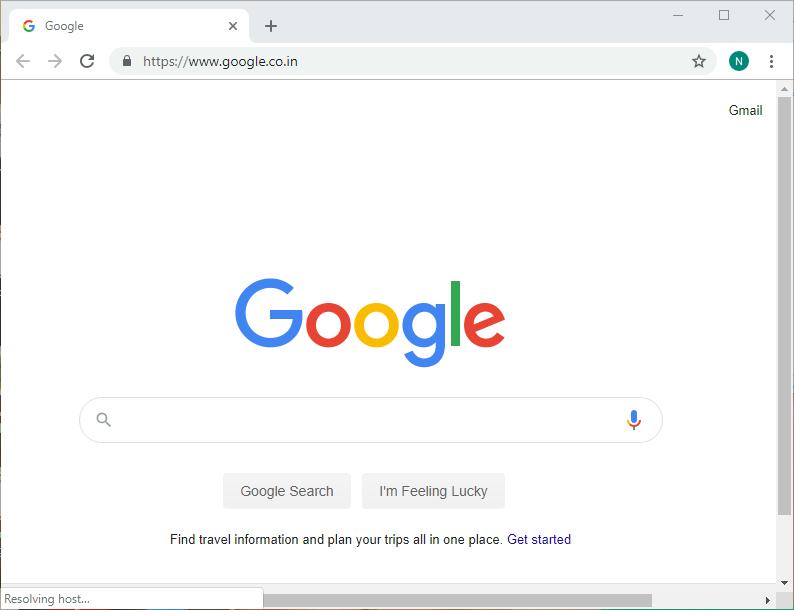 Google
https://www.google.co.in
N
Gmail
Google
Google Search
I'm Feeling Lucky
Find travel information and plan your trips all in one place. Get started
Resolving host...